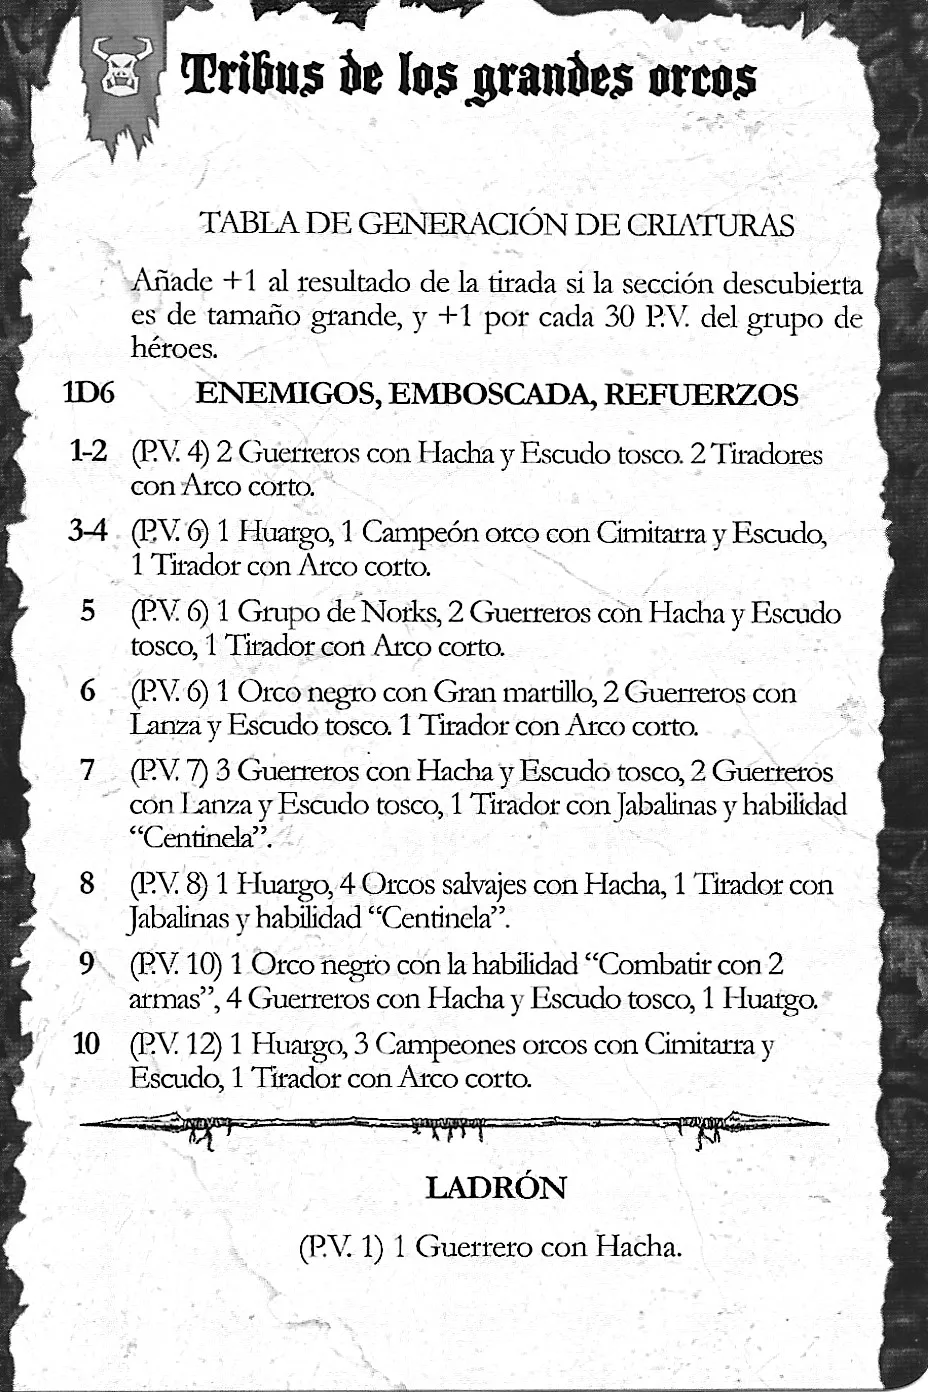 Tribus de los grandes orcos
TABLA DE GENERACIÓN DE CRIATURAS
Añade +1 al resultado de la tirada si la sección descubierta
es de tamaño grande, y +1 por cada 30 P.V. del grupo de
héroes.
1D6 ENEMIGOS, EMBOSCADA, REFUERZOS
1-2 (P.V. 4) 2 Guerreros con Hacha y Escudo tosco. 2 Tiradores
con Arco corto.
3-4 (P.V. 6) 1 Huargo, 1 Campeón orco con Cimitarra y Escudo,
1 Tirador con Arco corto.
5 (P.V. 6) 1 Grupo de Norks, 2 Guerreros con Hacha y Escudo
tosco, 1 Tirador con Arco corto.
6 (P.V. 6) 1 Orco negro con Gran martillo, 2 Guerreros con
Lanza y Escudo tosco. 1 Tirador con Arco corto.
7 (P.V. 7) 3 Guerreros con Hacha y Escudo tosco, 2 Guerreros
con Lanza y Escudo tosco, 1 Tirador con Jabalinas y habilidad
“Centinela”.
8 (P.V. 8) 1 Huargo, 4 Orcos salvajes con Hacha, 1 Tirador con
Jabalinas y habilidad “Centinela”.
9 (P.V. 10) 1 Orco negro con la habilidad “Combatir con 2
armas”, 4 Guerreros con Hacha y Escudo tosco, 1 Huargo.
10 (P.V. 12) 1 Huargo, 3 Campeones orcos con Cimitarra y
Escudo, 1 Tirador con Arco corto.
LADRÓN
(P.V. 1) 1 Guerrero con Hacha.